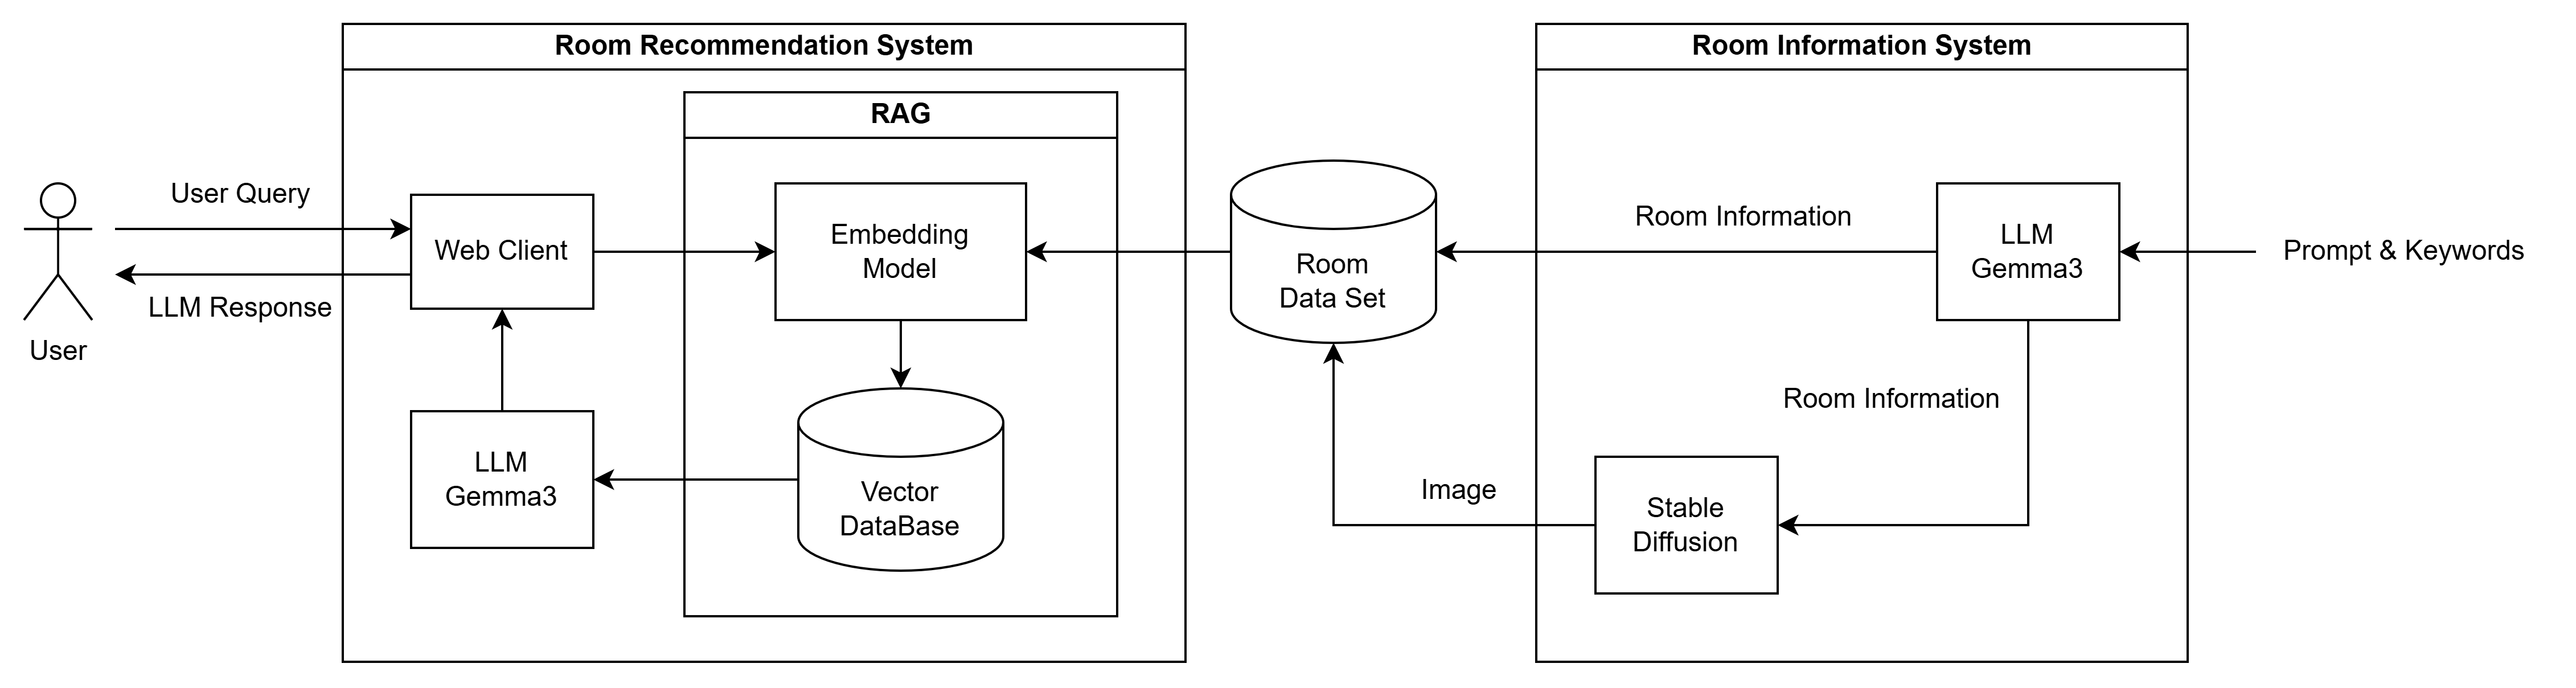 Room Recommendation System
Room Information System
RAG
User Query
Web Client
Embedding
Model
Room
Data Set
Room Information
LLM
Gemma3
Prompt & Keywords
LLM Response
User
Room Information
LLM
Gemma3
Vector
DataBase
Image
Stable
Diffusion